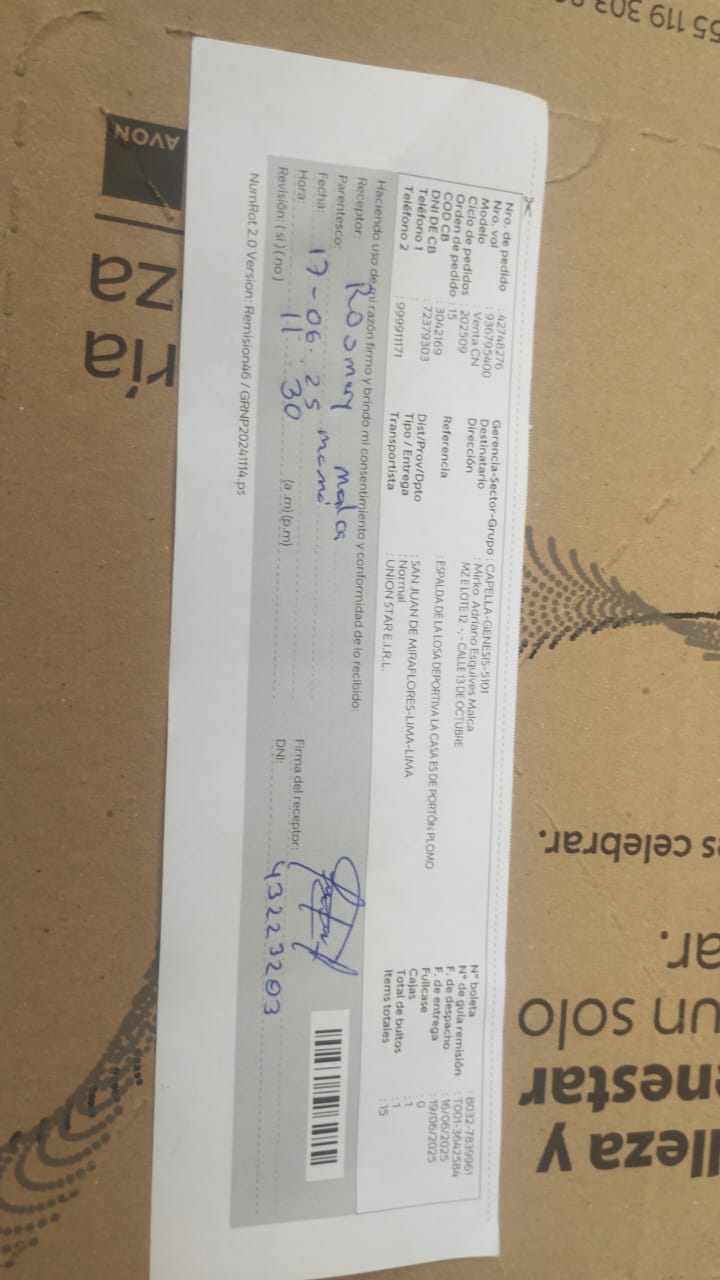 Nro. de pedido : 42748276
Nro. vol : 936795400
Modelo : Venta CN
Ciclo de pedidos : 202509
Orden de pedido : 15
COD CB : 3042169
DNI DE CB : 72379303
Teléfono 1 :
Teléfono 2 : 999911171
Gerencia-Sector-Grupo : CAPELLA-GENESIS-5101
Destinatario : Mirko Adriano Esquives Malca
Dirección MZ E LOTE 12 -, - CALLE 13 DE OCTUBRE
Referencia : ESPALDA DE LA LOSA DEPORTIVA LA CASA ES DE PORTÓN PLOMO
Dist/Prov/Dpto : SAN JUAN DE MIRAFLORES-LIMA-LIMA
Tipo / Entrega : Normal
Transportista : UNION STAR E.I.R.L.
N° boleta : B032-7839961
N° de guía remisión : T001-3642584
F. de despacho : 16/06/2025
F. de entrega : 19/06/2025
Fullcase : 0
Cajas : 1
Total de bultos : 1
Items totales : 15
Haciendo uso de mi razón firmo y brindo mi consentimiento y conformidad de lo recibido:
Receptor: Rosmery Malca
Parentesco: mamá
Fecha: 17-06-25
Hora: 11:30 (a.m)(p.m)
Revisión: (si)(no)
Firma del receptor:
DNI: 43223203
NumRot 2.0 Version: Remision46 / GRNP20241114.ps
AVON
ría
za
55 119 303
s celebrar.
ar.
un solo
nestar
lleza y